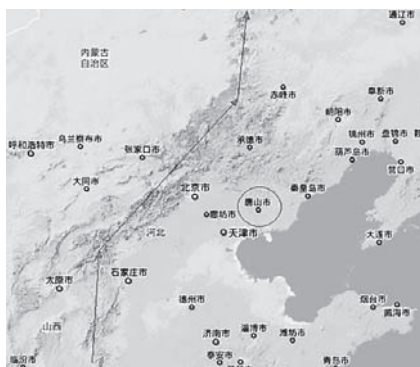 通辽市
内蒙古
自治区
赤峰市
阜新市
朝阳市
呼和浩特市
乌兰察布市
张家口市
承德市
锦州市
盘锦市
葫芦岛市
营口市
大同市
北京市
唐山市
秦皇岛市
廊坊市
河北
天津市
大连市
太原市
石家庄市
德州市
烟台市
威海市
山西
济南市
淄博市
潍坊市
临汾市
泰安市
青岛市